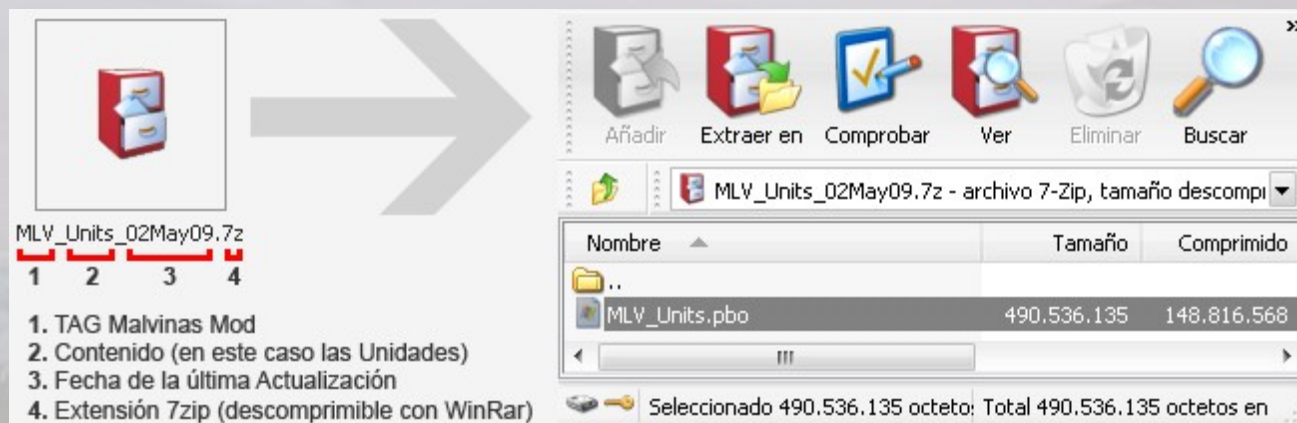 MLV_Units_02May09.7z
1 2 3 4
1. TAG Malvinas Mod
2. Contenido (en este caso las Unidades)
3. Fecha de la última Actualización
4. Extensión 7zip (descomprimible con WinRar)
»
Añadir Extraer en Comprobar Ver Eliminar Buscar
MLV_Units_02May09.7z - archivo 7-Zip, tamaño descompi
Nombre Tamaño Comprimido
..
MLV_Units.pbo 490.536.135 148.816.568
Seleccionado 490.536.135 octeto Total 490.536.135 octetos en